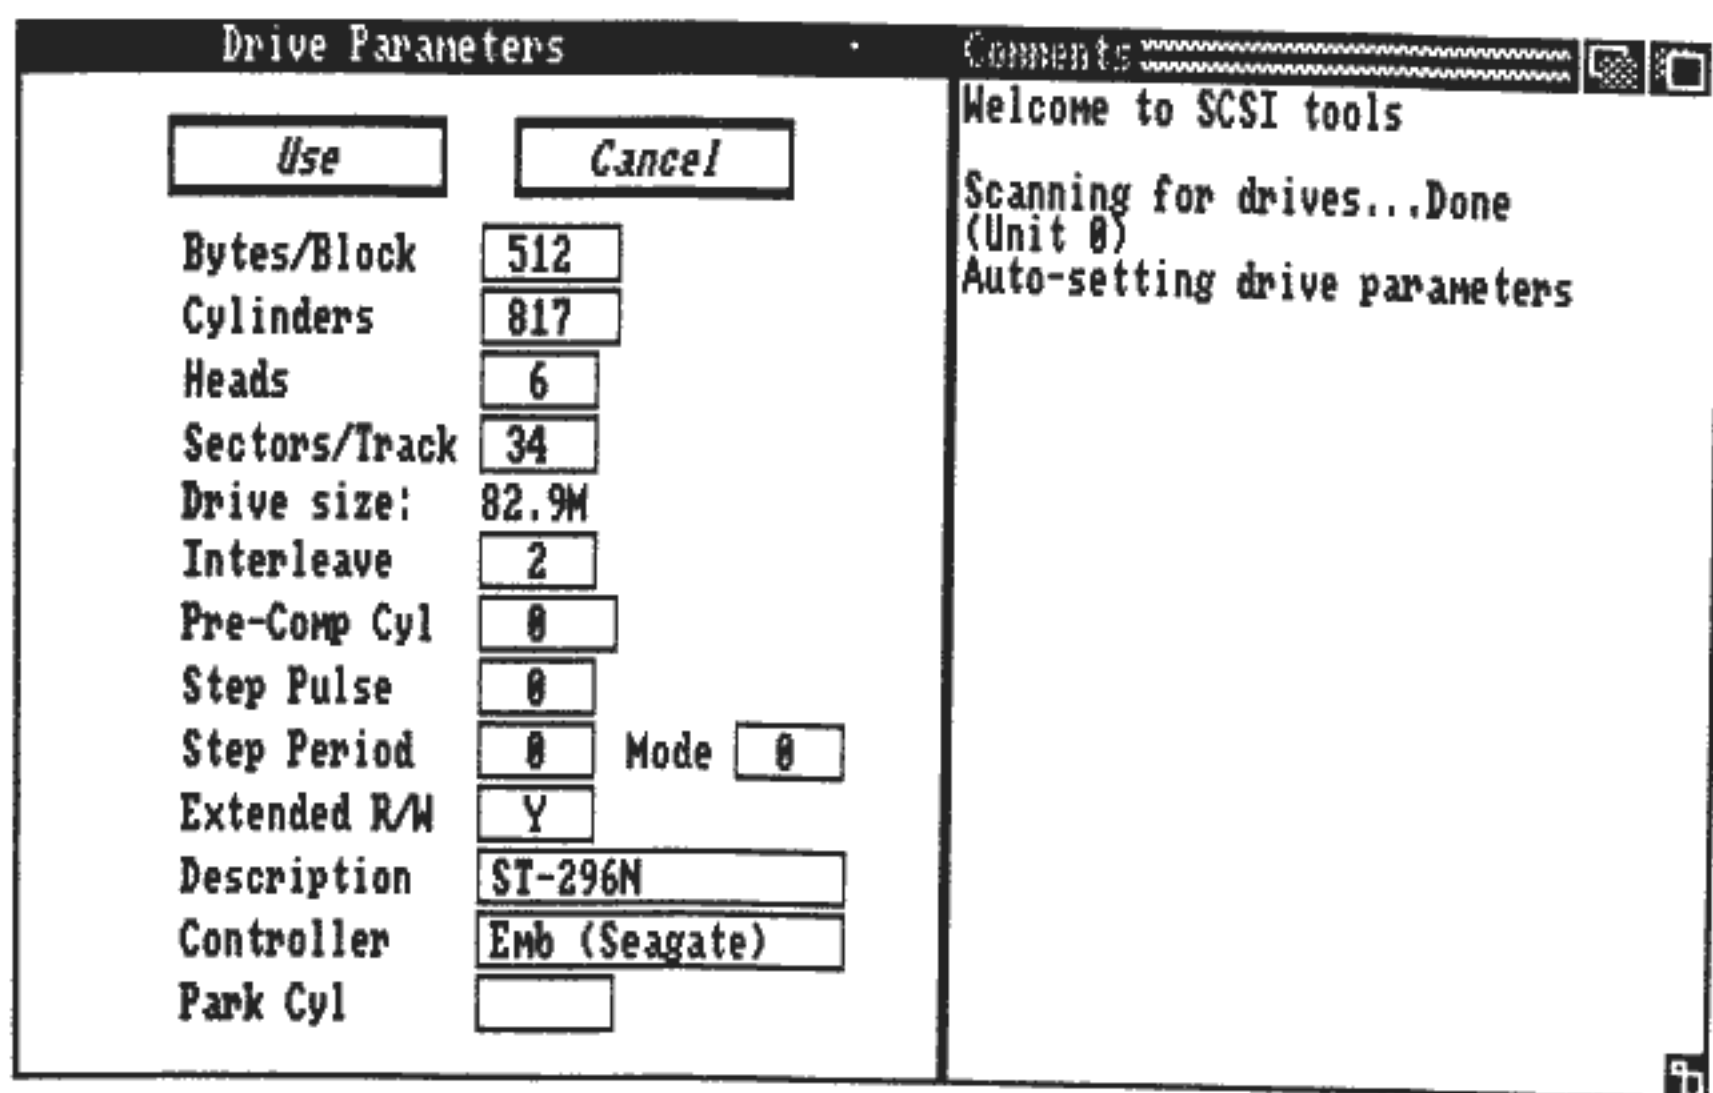 Drive Parameters
Use Cancel
Bytes/Block 512
Cylinders 817
Heads 6
Sectors/Track 34
Drive size: 82.9M
Interleave 2
Pre-Comp Cyl 0
Step Pulse 0
Step Period 0 Mode 0
Extended R/W Y
Description ST-296N
Controller Emb (Seagate)
Park Cyl
Comments
Welcome to SCSI tools
Scanning for drives...Done
(Unit 0)
Auto-setting drive parameters